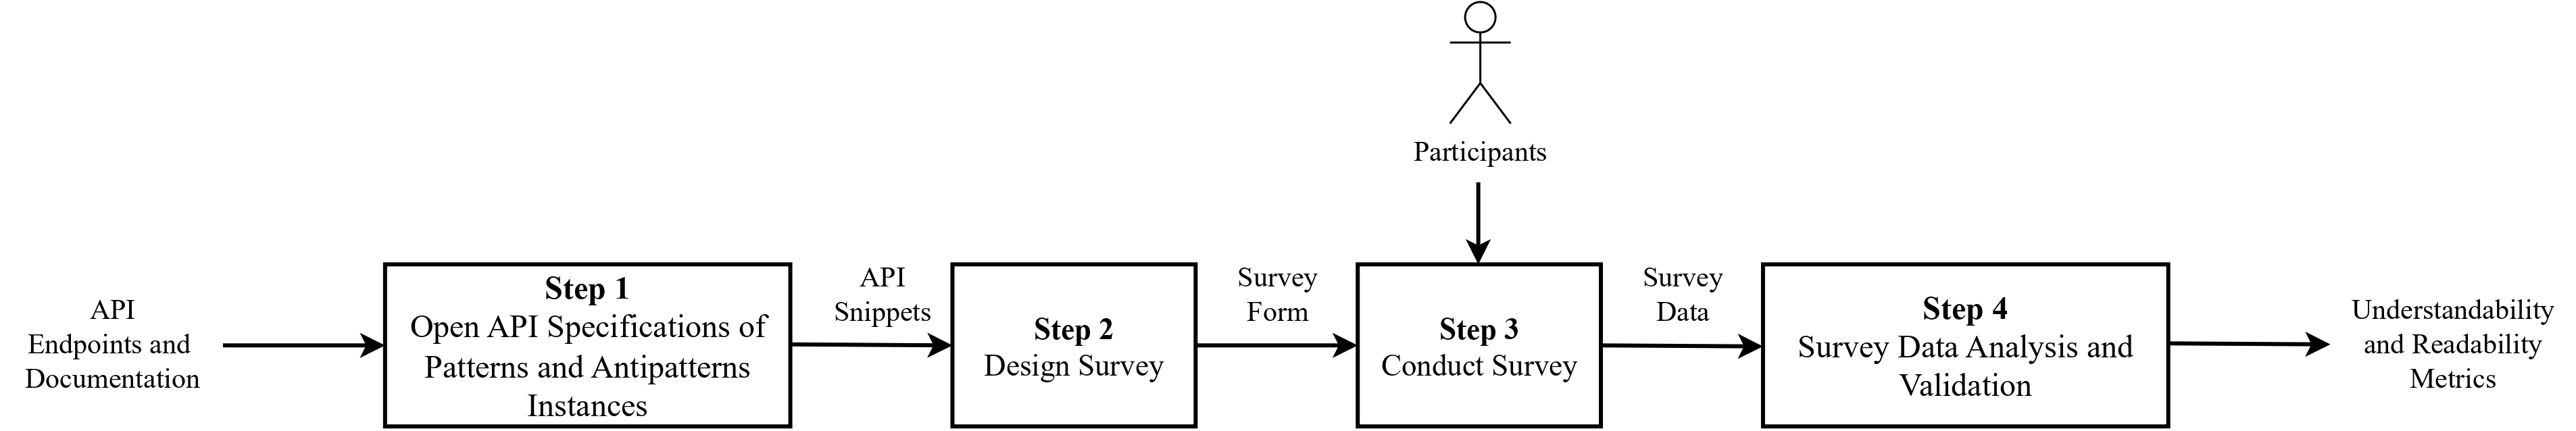 Participants
API
Endpoints and
Documentation
Step 1
Open API Specifications of
Patterns and Antipatterns
Instances
API
Snippets
Step 2
Design Survey
Survey
Form
Step 3
Conduct Survey
Survey
Data
Step 4
Survey Data Analysis and
Validation
Understandability
and Readability
Metrics